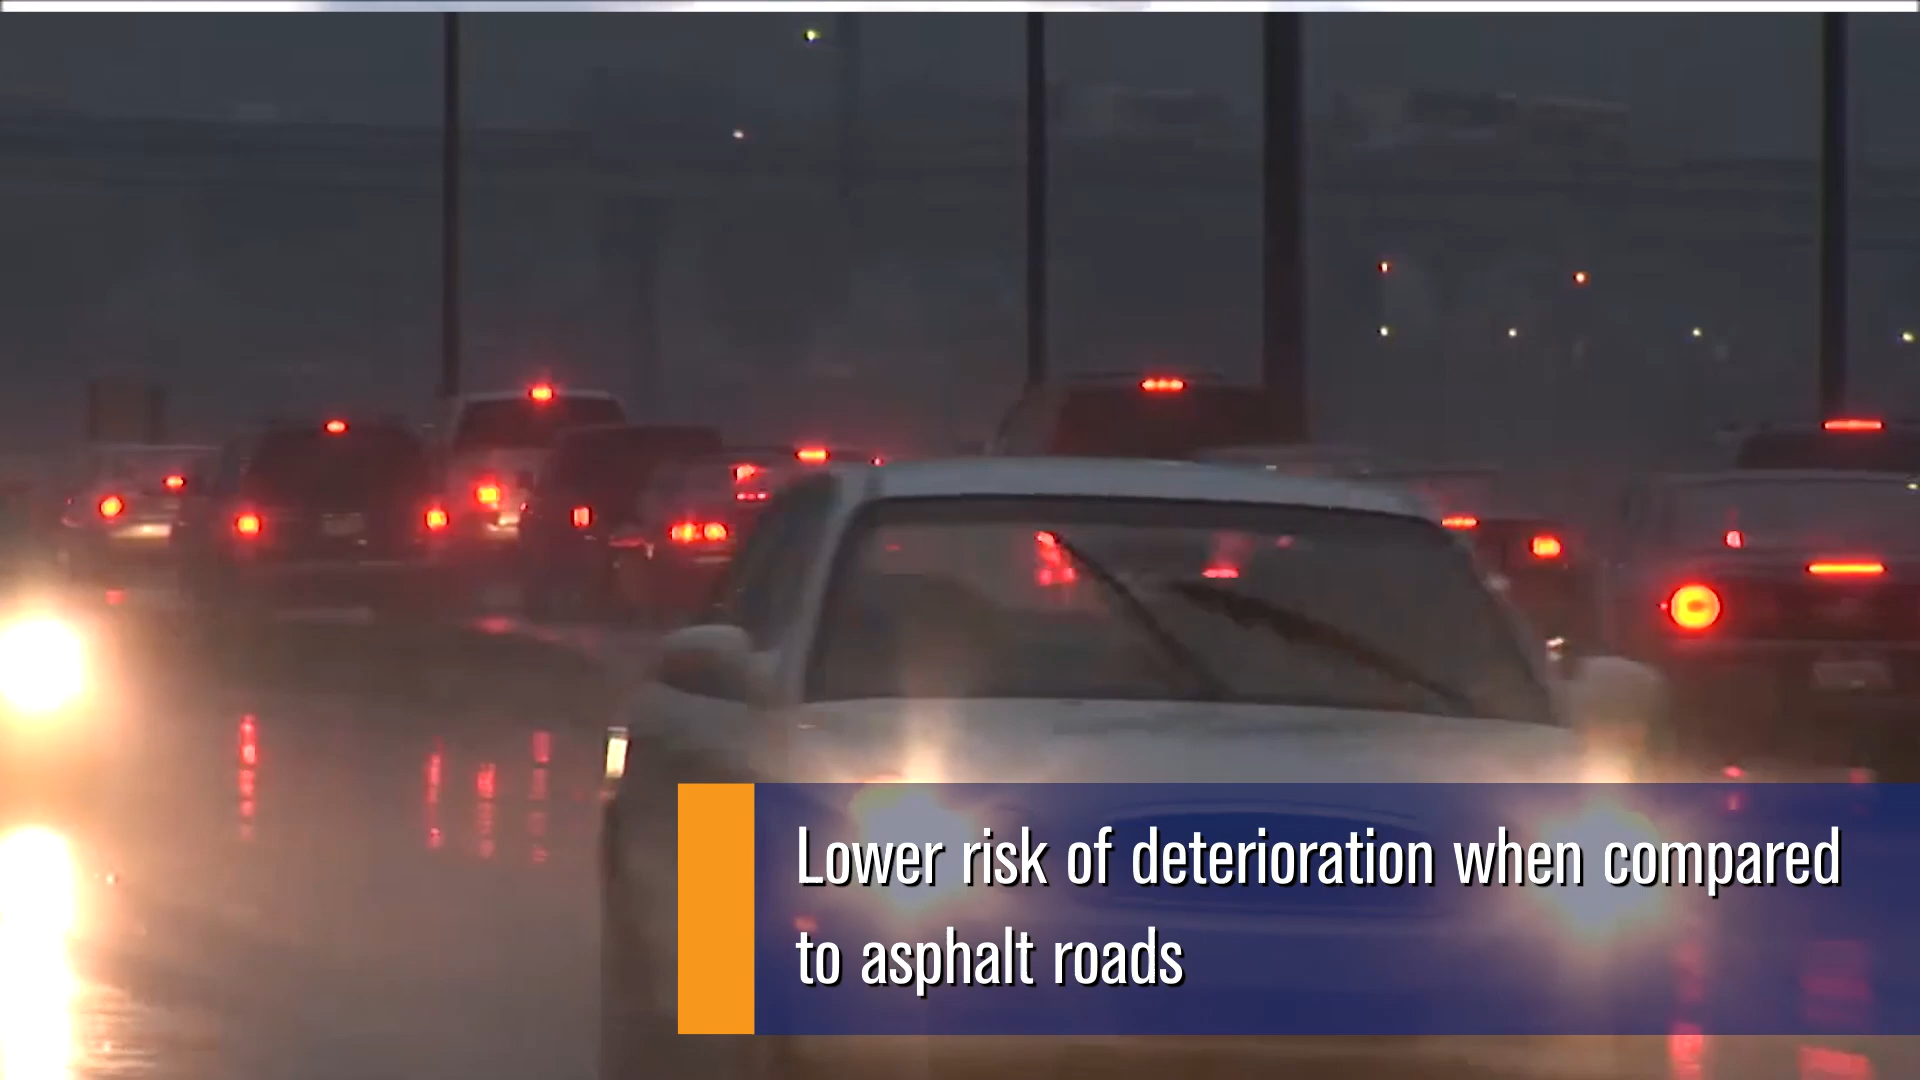 Lower risk of deterioration when compared
to asphalt roads